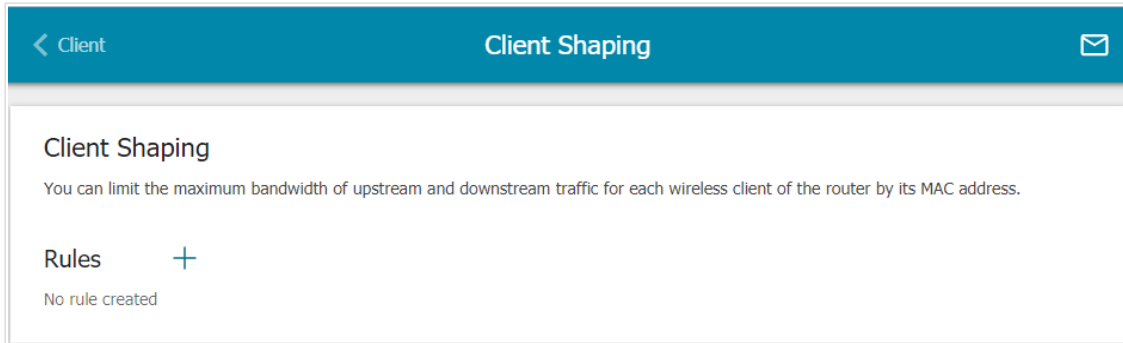 Client
Client Shaping
Client Shaping
You can limit the maximum bandwidth of upstream and downstream traffic for each wireless client of the router by its MAC address.
Rules
No rule created